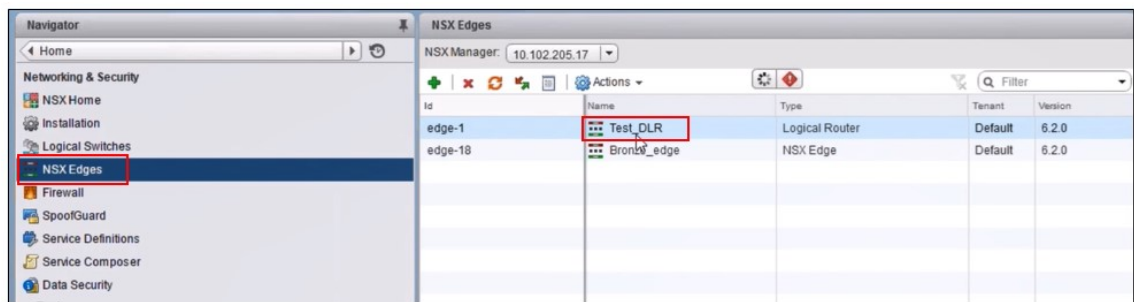 Navigator
Home
Networking & Security
NSX Home
Installation
Logical Switches
NSX Edges
Firewall
SpoofGuard
Service Definitions
Service Composer
Data Security
NSX Edges
NSX Manager: 10.102.205.17
Actions
Filter
Id Name Type Tenant Version
edge-1 Test_DLR Logical Router Default 6.2.0
edge-18 Bronze_edge NSX Edge Default 6.2.0